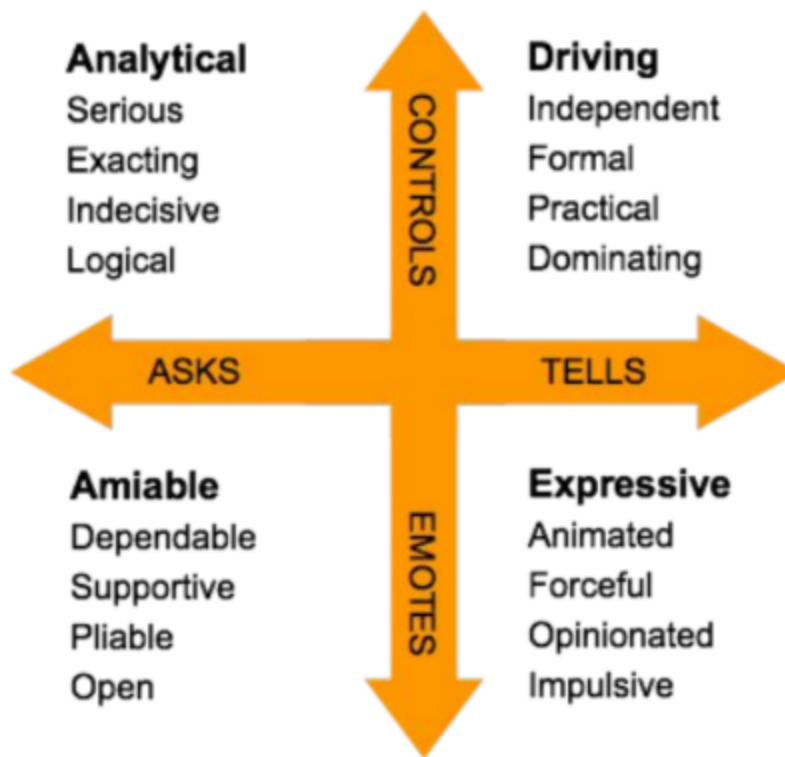 Analytical
Serious
Exacting
Indecisive
Logical
CONTROLS
Driving
Independent
Formal
Practical
Dominating
ASKS
TELLS
Amiable
Dependable
Supportive
Pliable
Open
EMOTES
Expressive
Animated
Forceful
Opinionated
Impulsive